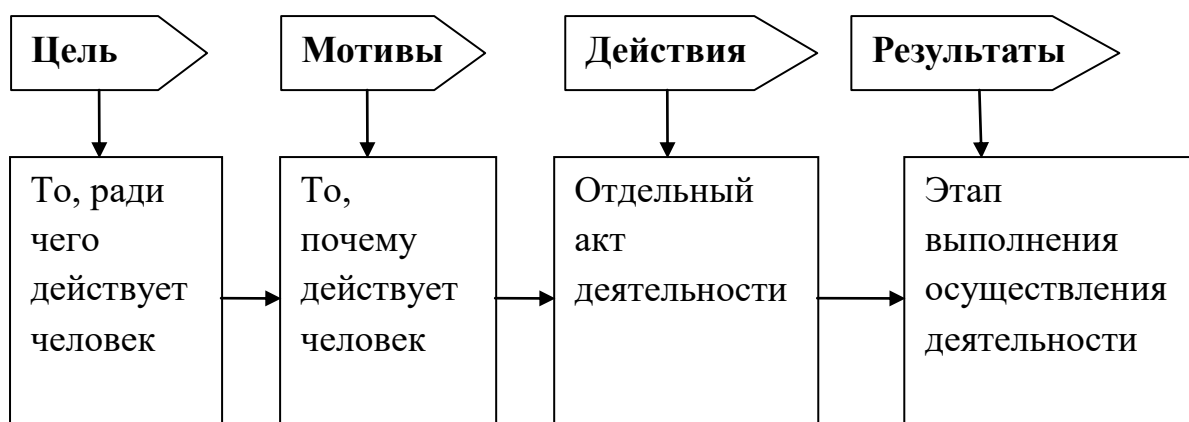 Цель
Мотивы
Действия
Результаты
То, ради
чего
действует
человек
То,
почему
действует
человек
Отдельный
акт
деятельности
Этап
выполнения
осуществления
деятельности